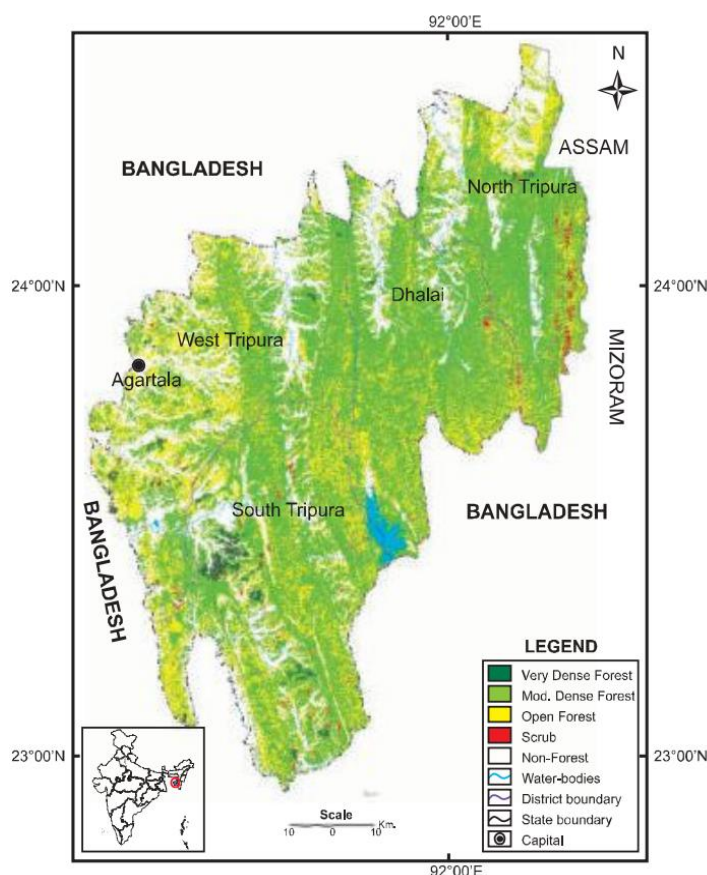 92°00'E
N
ASSAM
BANGLADESH
North Tripura
24°00'N
24°00'N
Dhalai
West Tripura
Agartala
MIZORAM
South Tripura
BANGLADESH
BANGLADESH
LEGEND
Very Dense Forest
Mod. Dense Forest
Open Forest
Scrub
Non-Forest
Water-bodies
District boundary
State boundary
Capital
23°00'N
23°00'N
Scale
10 0 10 Km.
92°00'E